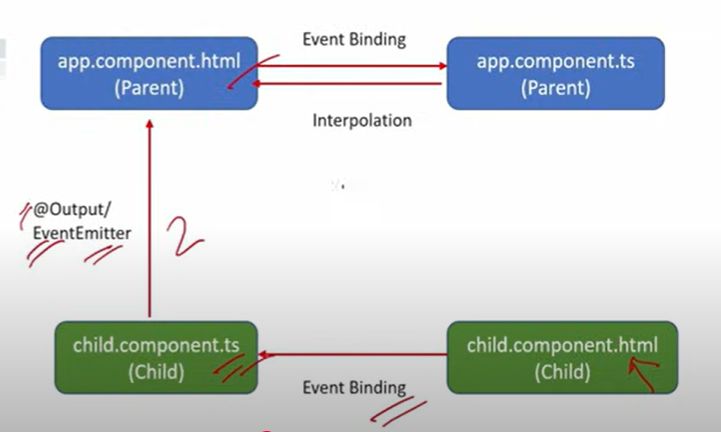 Event Binding
app.component.html
(Parent)
app.component.ts
(Parent)
Interpolation
@Output/
EventEmitter
2
child.component.ts
(Child)
child.component.html
(Child)
Event Binding